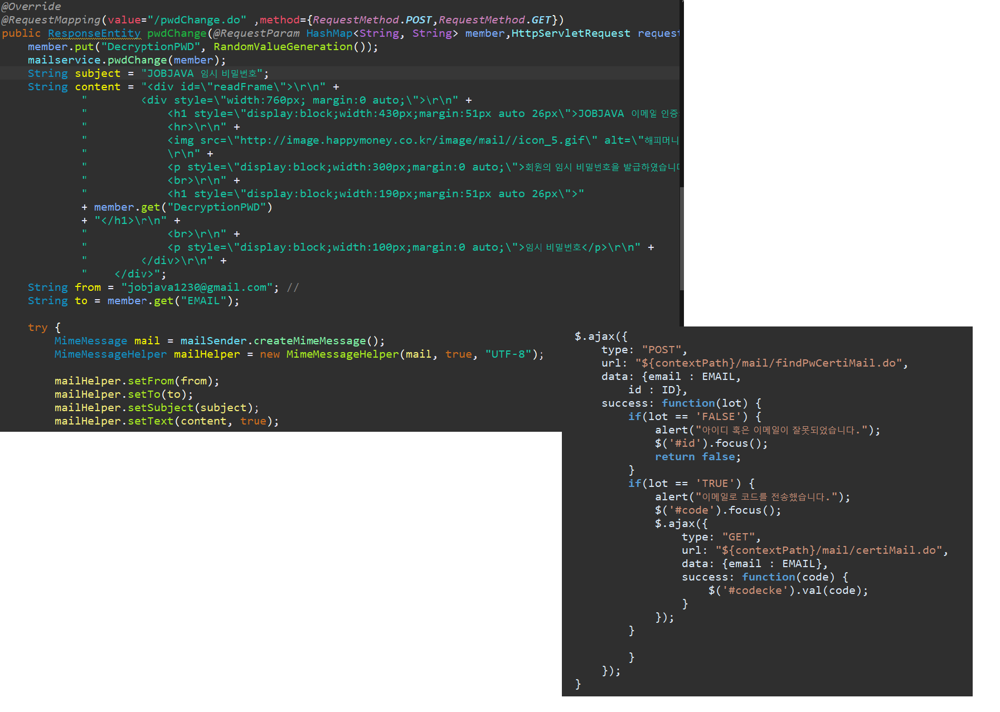 @Override
@RequestMapping(value="/pwdChange.do" ,method={RequestMethod.POST,RequestMethod.GET})
public ResponseEntity pwdChange(@RequestParam HashMap<String, String> member,HttpServletRequest request
    member.put("DecryptionPWD", RandomValueGeneration());
    mailservice.pwdChange(member);
    String subject = "JOBJAVA 임시 비밀번호";
    String content = "<div id=\"readFrame\">\r\n" +
            "        <div style=\"width:760px; margin:0 auto;\">\r\n" +
            "            <h1 style=\"display:block;width:430px;margin:51px auto 26px\">JOBJAVA 이메일 인증
            "            <hr>\r\n" +
            "            <img src=\"http://image.happymoney.co.kr/image/mail//icon_5.gif\" alt=\"해피머니
            "            \r\n" +
            "            <p style=\"display:block;width:300px;margin:0 auto;\">회원의 임시 비밀번호을 발급하였습니다
            "            <br>\r\n" +
            "            <h1 style=\"display:block;width:190px;margin:51px auto 26px\">"
            + member.get("DecryptionPWD")
            + "</h1>\r\n" +
            "            <br>\r\n" +
            "            <p style=\"display:block;width:100px;margin:0 auto;\">임시 비밀번호</p>\r\n" +
            "        </div>\r\n" +
            "    </div>";
    String from = "jobjava1230@gmail.com"; //
    String to = member.get("EMAIL");
    try {
        MimeMessage mail = mailSender.createMimeMessage();
        MimeMessageHelper mailHelper = new MimeMessageHelper(mail, true, "UTF-8");
        mailHelper.setFrom(from);
        mailHelper.setTo(to);
        mailHelper.setSubject(subject);
        mailHelper.setText(content, true);
$.ajax({
    type: "POST",
    url: "${contextPath}/mail/findPwCertiMail.do",
    data: {email : EMAIL,
        id : ID},
    success: function(lot) {
        if(lot == 'FALSE') {
            alert("아이디 혹은 이메일이 잘못되었습니다.");
            $('#id').focus();
            return false;
        }
        if(lot == 'TRUE') {
            alert("이메일로 코드를 전송했습니다.");
            $('#code').focus();
            $.ajax({
                type: "GET",
                url: "${contextPath}/mail/certiMail.do",
                data: {email : EMAIL},
                success: function(code) {
                    $('#codecke').val(code);
                }
            });
        }
        }
    });
}